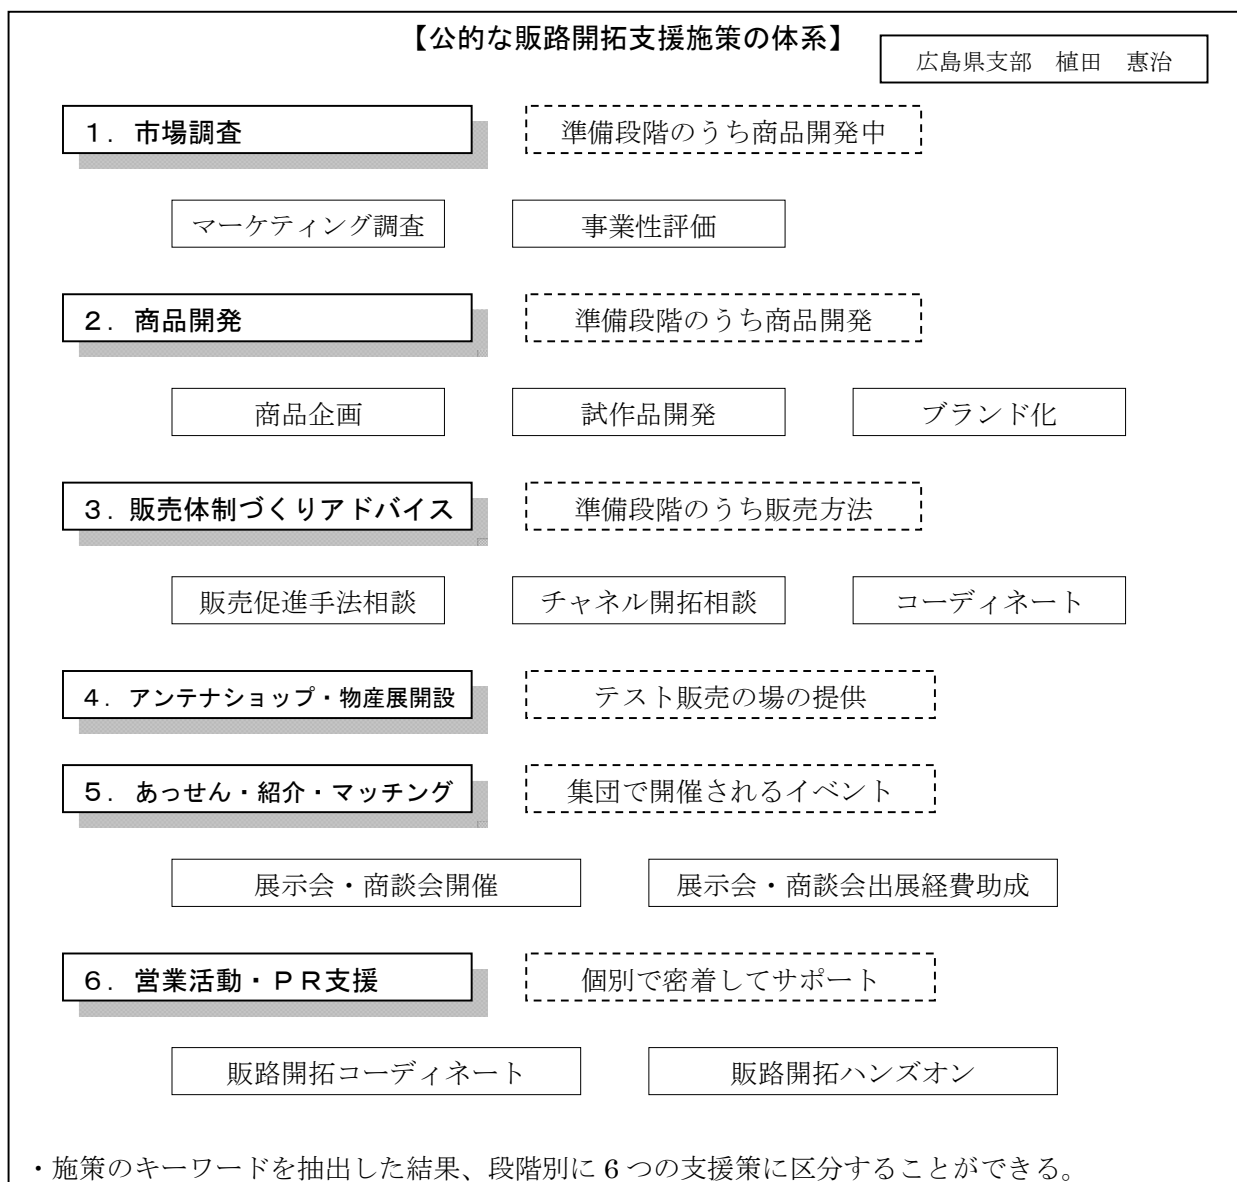 【公的な販路開拓支援施策の体系】
広島県支部　植田　惠治
１．市場調査
準備段階のうち商品開発中
マーケティング調査
事業性評価
２．商品開発
準備段階のうち商品開発
商品企画
試作品開発
ブランド化
３．販売体制づくりアドバイス
準備段階のうち販売方法
販売促進手法相談
チャネル開拓相談
コーディネート
４．アンテナショップ・物産展開設
テスト販売の場の提供
５．あっせん・紹介・マッチング
集団で開催されるイベント
展示会・商談会開催
展示会・商談会出展経費助成
６．営業活動・ＰＲ支援
個別で密着してサポート
販路開拓コーディネート
販路開拓ハンズオン
・施策のキーワードを抽出した結果、段階別に 6 つの支援策に区分することができる。